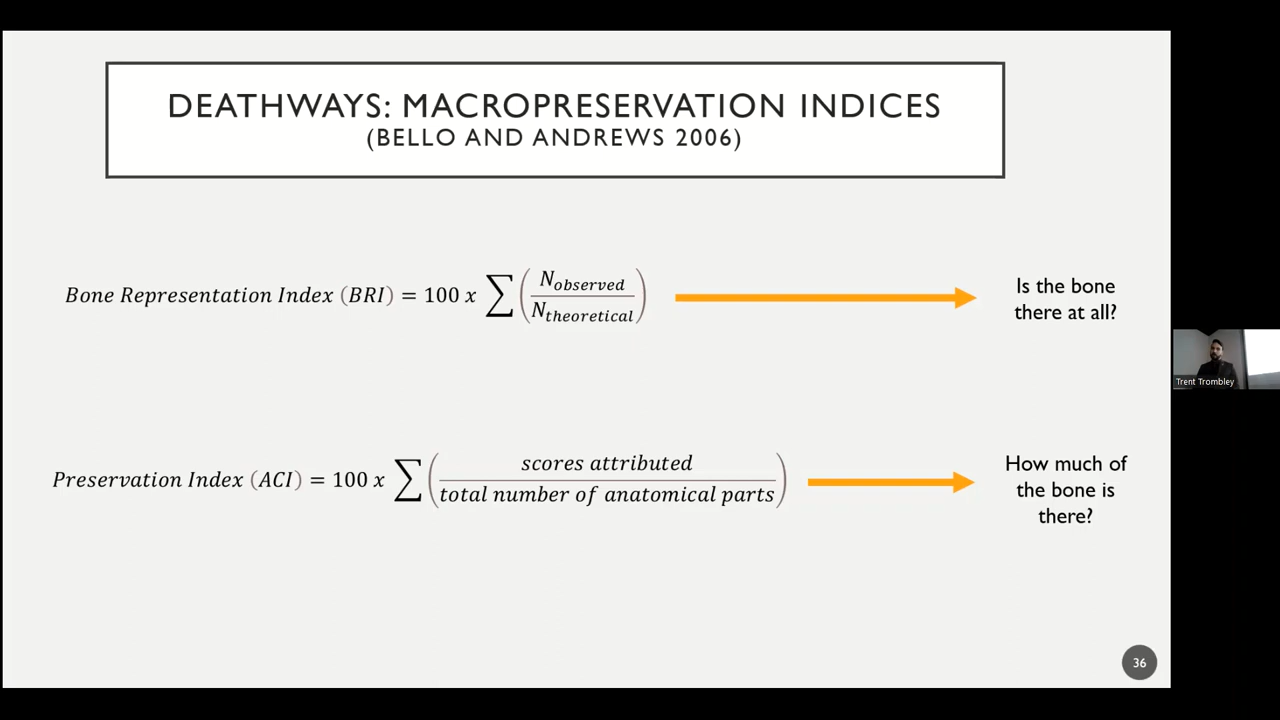 DEATHWAYS: MACROPRESERVATION INDICES
(BELLO AND ANDREWS 2006)
Bone Representation Index (BRI) = 100 x ∑ (N_observed / N_theoretical)
Is the bone
there at all?
Preservation Index (ACI) = 100 x ∑ (scores attributed / total number of anatomical parts)
How much of
the bone is
there?
Trent Trombley
36